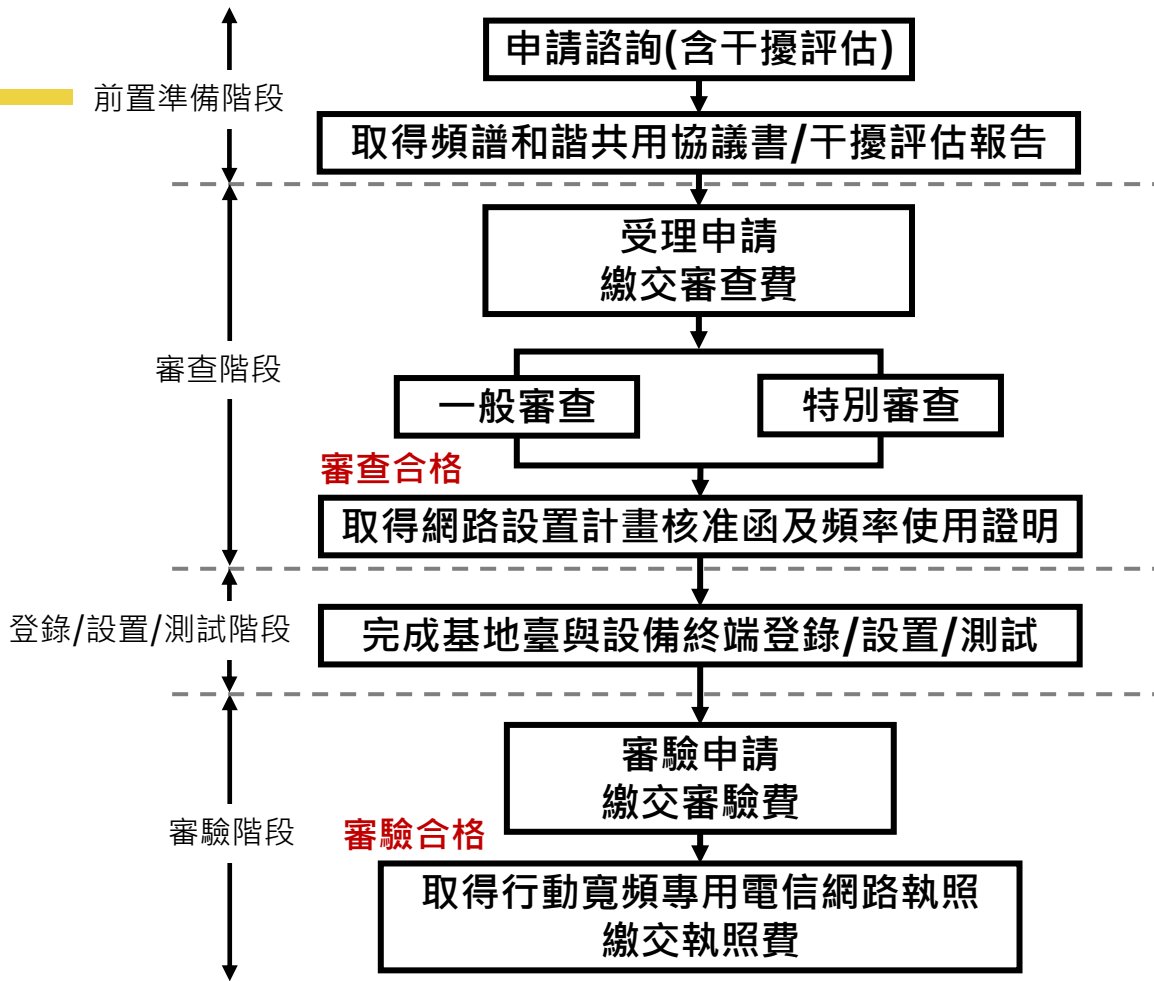 申請諮詢(含干擾評估)
前置準備階段
取得頻譜和諧共用協議書/干擾評估報告
受理申請
繳交審查費
審查階段
一般審查
特別審查
審查合格
取得網路設置計畫核准函及頻率使用證明
登錄/設置/測試階段
完成基地臺與設備終端登錄/設置/測試
審驗申請
繳交審驗費
審驗階段
審驗合格
取得行動寬頻專用電信網路執照
繳交執照費